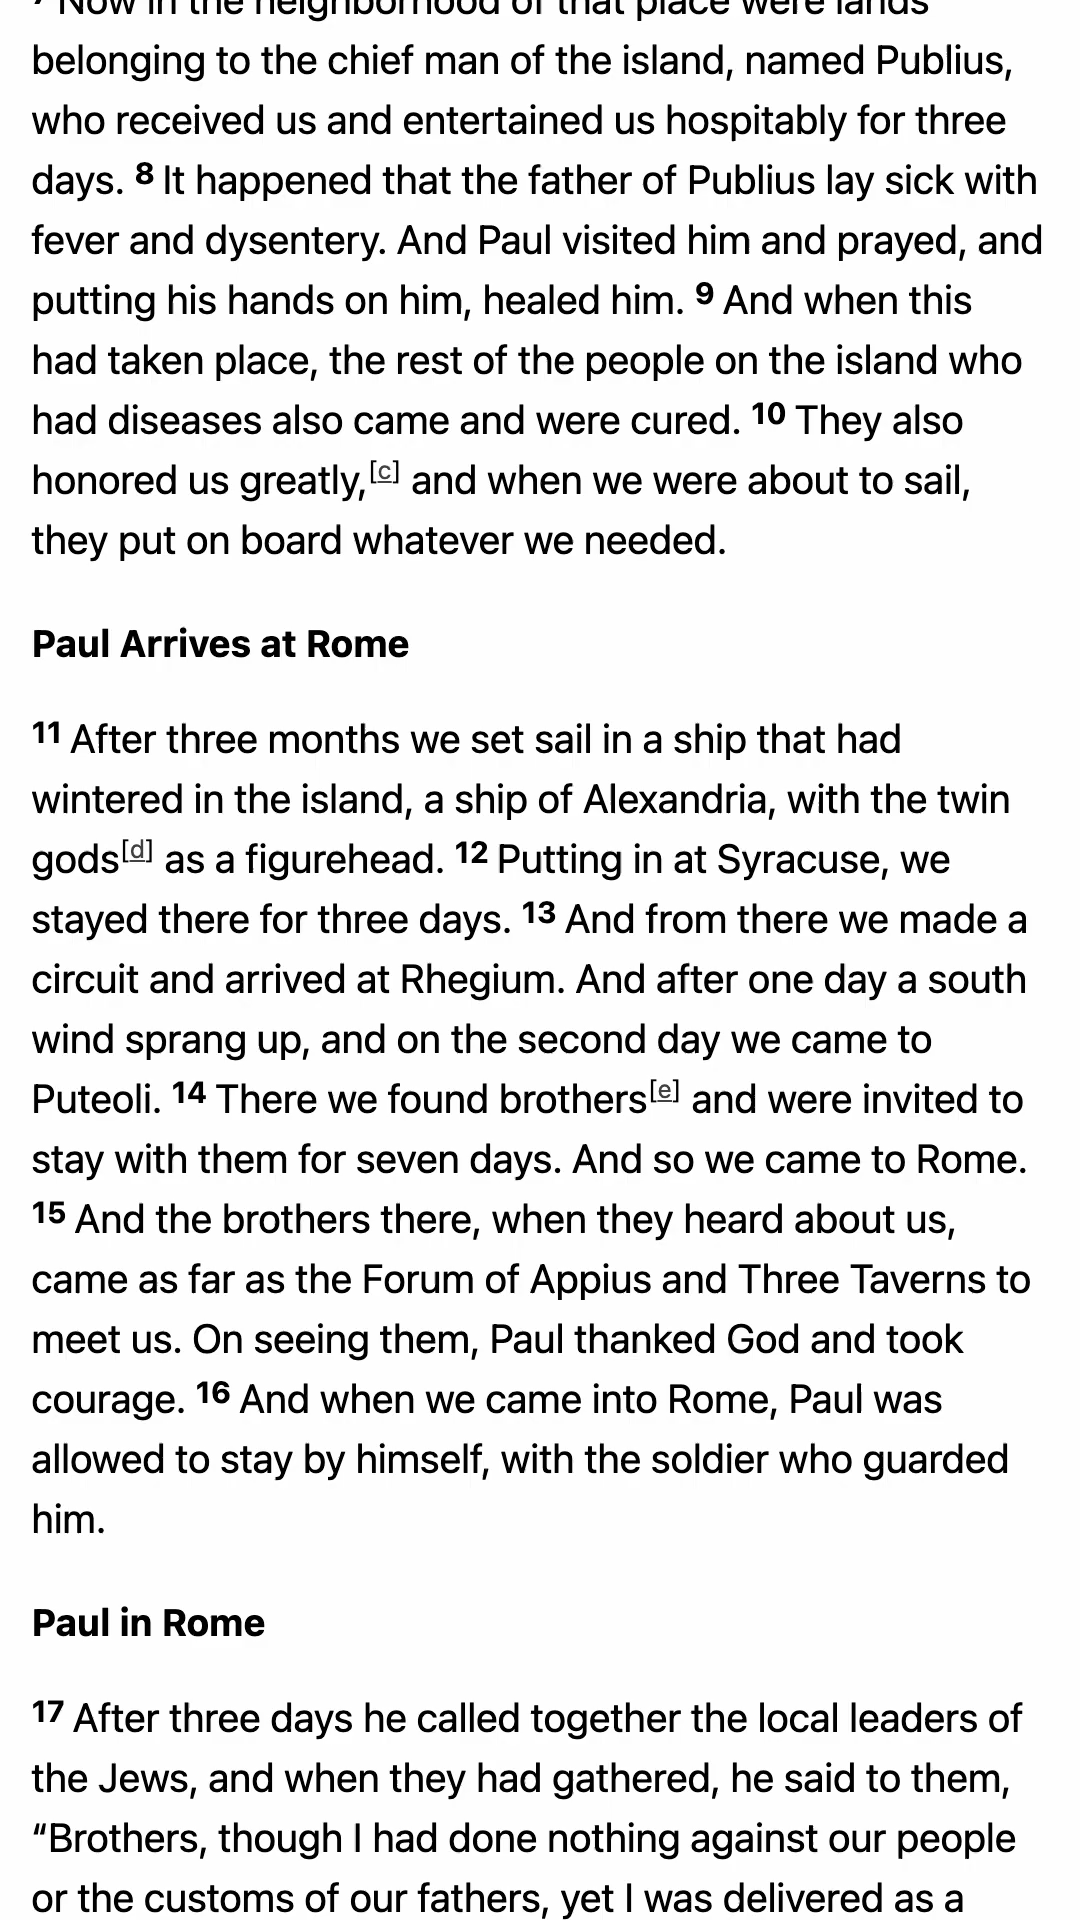 7 Now in the neighborhood of that place were lands
belonging to the chief man of the island, named Publius,
who received us and entertained us hospitably for three
days. 8 It happened that the father of Publius lay sick with
fever and dysentery. And Paul visited him and prayed, and
putting his hands on him, healed him. 9 And when this
had taken place, the rest of the people on the island who
had diseases also came and were cured. 10 They also
honored us greatly,[c] and when we were about to sail,
they put on board whatever we needed.
Paul Arrives at Rome
11 After three months we set sail in a ship that had
wintered in the island, a ship of Alexandria, with the twin
gods[d] as a figurehead. 12 Putting in at Syracuse, we
stayed there for three days. 13 And from there we made a
circuit and arrived at Rhegium. And after one day a south
wind sprang up, and on the second day we came to
Puteoli. 14 There we found brothers[e] and were invited to
stay with them for seven days. And so we came to Rome.
15 And the brothers there, when they heard about us,
came as far as the Forum of Appius and Three Taverns to
meet us. On seeing them, Paul thanked God and took
courage. 16 And when we came into Rome, Paul was
allowed to stay by himself, with the soldier who guarded
him.
Paul in Rome
17 After three days he called together the local leaders of
the Jews, and when they had gathered, he said to them,
“Brothers, though I had done nothing against our people
or the customs of our fathers, yet I was delivered as a